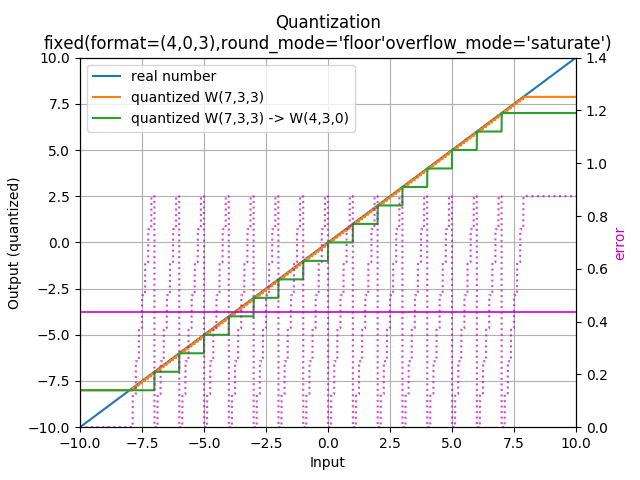 Quantization
fixed(format=(4,0,3),round_mode='floor'overflow_mode='saturate')
real number
quantized W(7,3,3)
quantized W(7,3,3) -> W(4,3,0)
Output (quantized)
10.0
7.5
5.0
2.5
0.0
−2.5
−5.0
−7.5
−10.0
1.4
1.2
1.0
0.8
0.6
0.4
0.2
0.0
error
−10.0 −7.5 −5.0 −2.5 0.0 2.5 5.0 7.5 10.0
Input